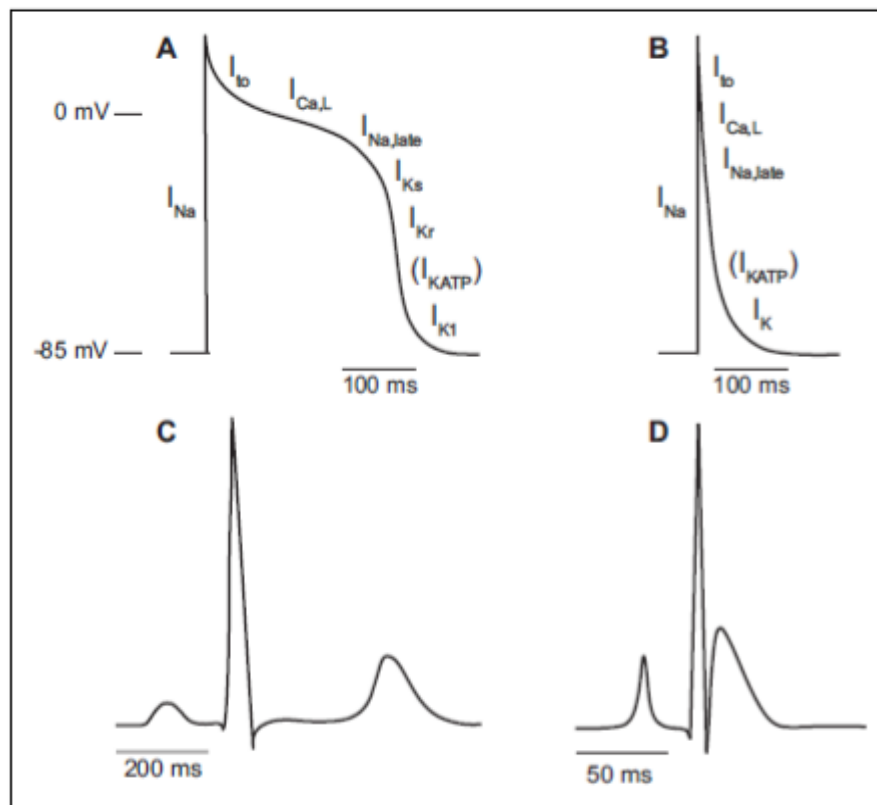 A
B
I_to
I_to
I_Ca,L
0 mV
I_Ca,L
I_Na,late
I_Na,late
I_Ks
I_Na
I_Na
I_Kr
(I_KATP)
(I_KATP)
I_K1
I_K
-85 mV
100 ms
100 ms
C
D
200 ms
50 ms